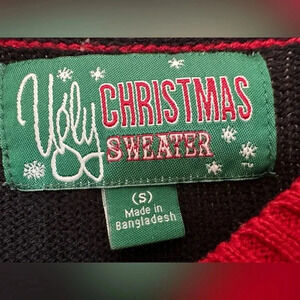 Ugly CHRISTMAS
SWEATER
TM
(S)
Made in
Bangladesh